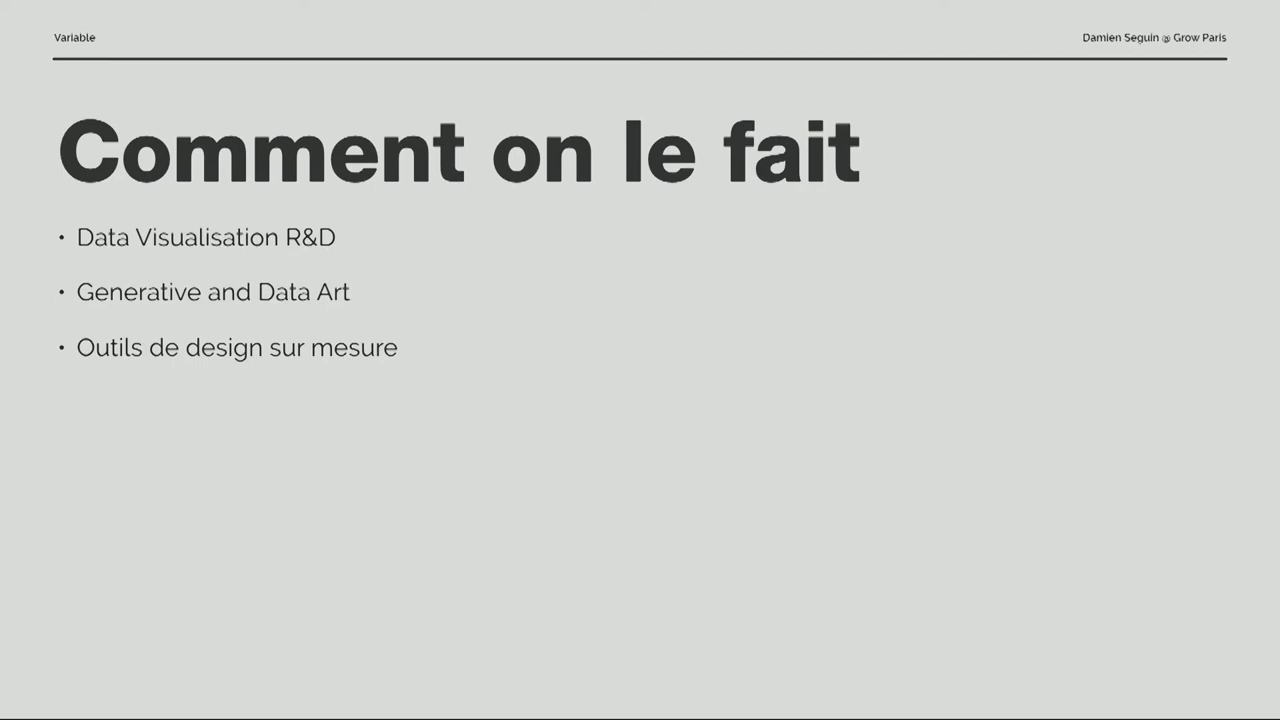 Variable
Damien Seguin @ Grow Paris
Comment on le fait
• Data Visualisation R&D
• Generative and Data Art
• Outils de design sur mesure